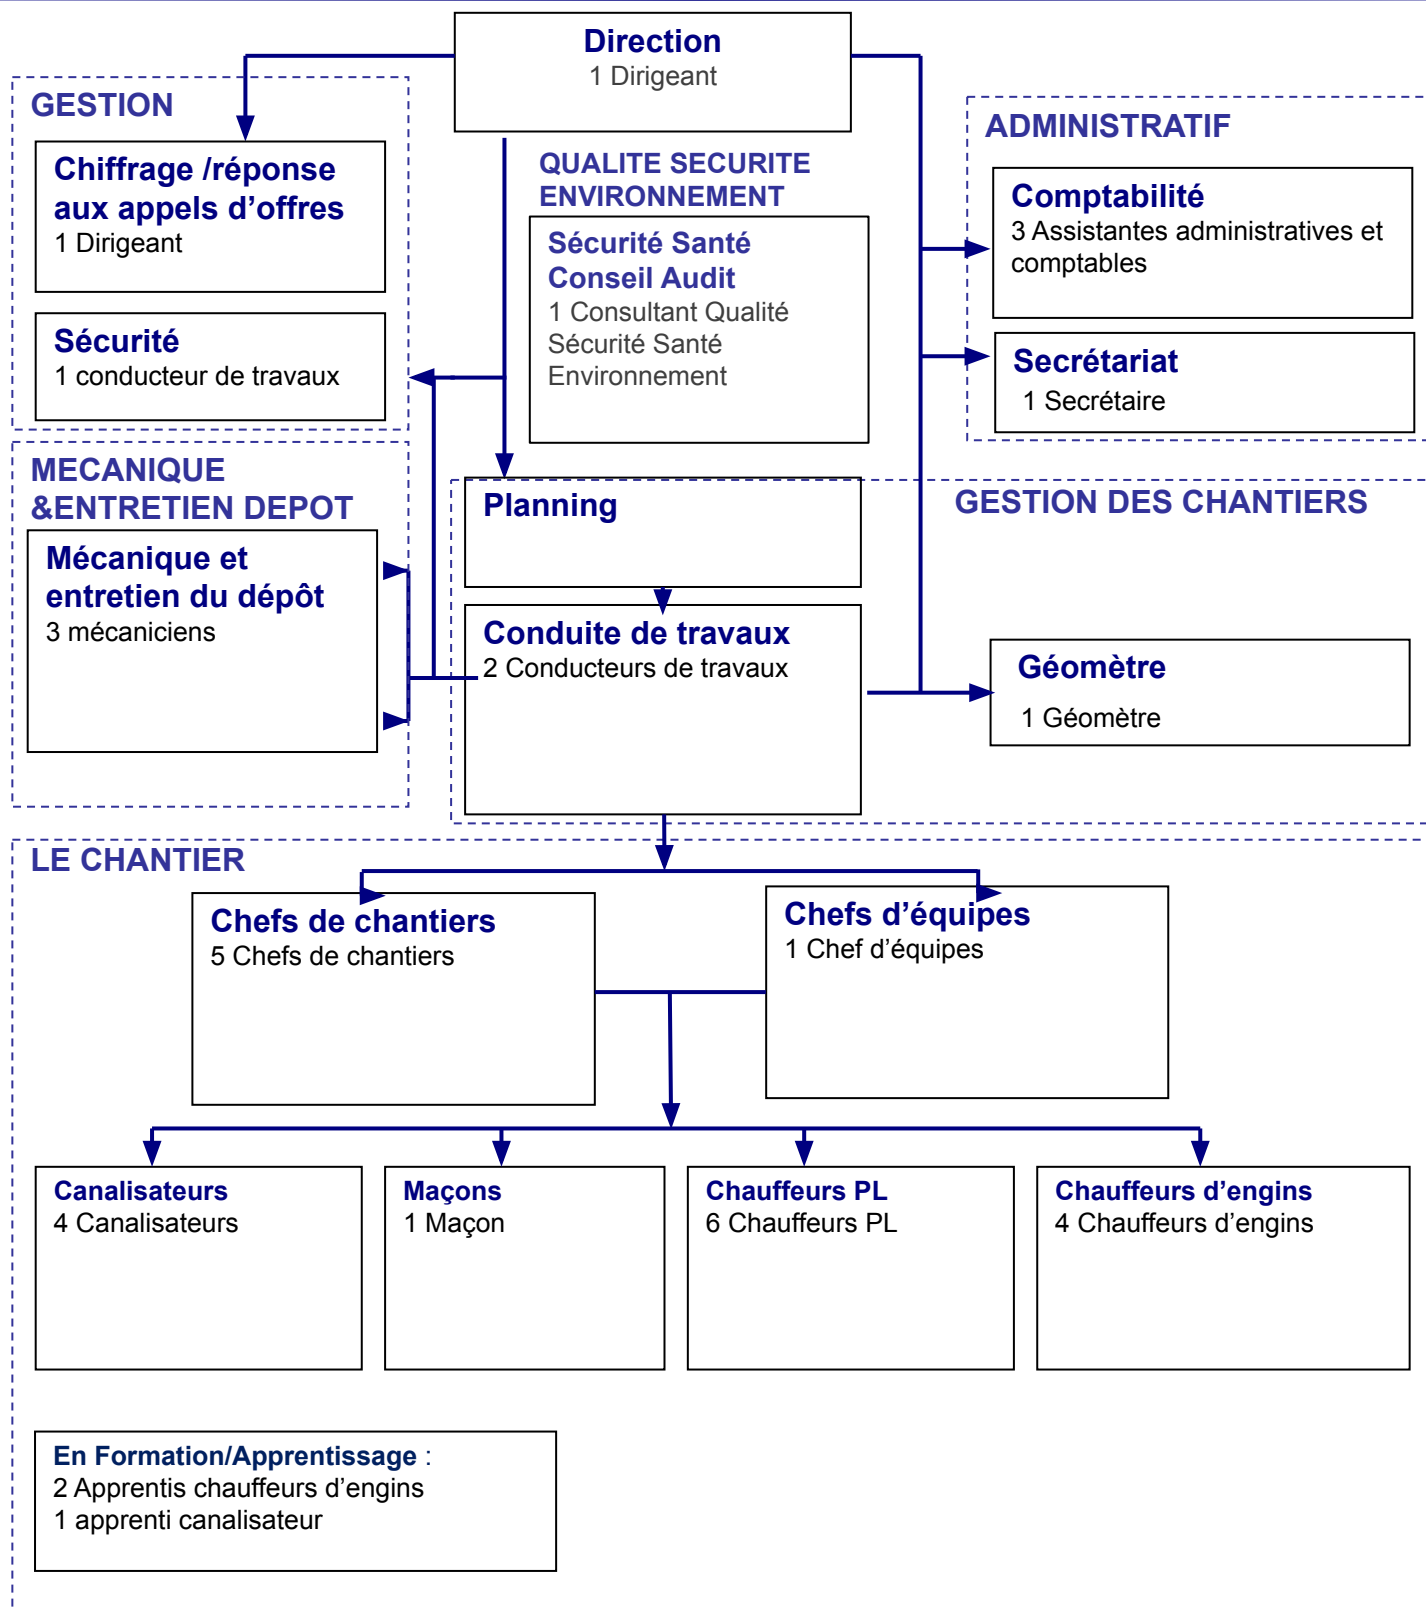 Direction
1 Dirigeant
GESTION
Chiffrage /réponse
aux appels d’offres
1 Dirigeant
Sécurité
1 conducteur de travaux
QUALITE SECURITE
ENVIRONNEMENT
Sécurité Santé
Conseil Audit
1 Consultant Qualité
Sécurité Santé
Environnement
ADMINISTRATIF
Comptabilité
3 Assistantes administratives et
comptables
Secrétariat
1 Secrétaire
MECANIQUE
&ENTRETIEN DEPOT
Mécanique et
entretien du dépôt
3 mécaniciens
Planning
GESTION DES CHANTIERS
Conduite de travaux
2 Conducteurs de travaux
Géomètre
1 Géomètre
LE CHANTIER
Chefs de chantiers
5 Chefs de chantiers
Chefs d’équipes
1 Chef d’équipes
Canalisateurs
4 Canalisateurs
Maçons
1 Maçon
Chauffeurs PL
6 Chauffeurs PL
Chauffeurs d’engins
4 Chauffeurs d’engins
En Formation/Apprentissage :
2 Apprentis chauffeurs d’engins
1 apprenti canalisateur